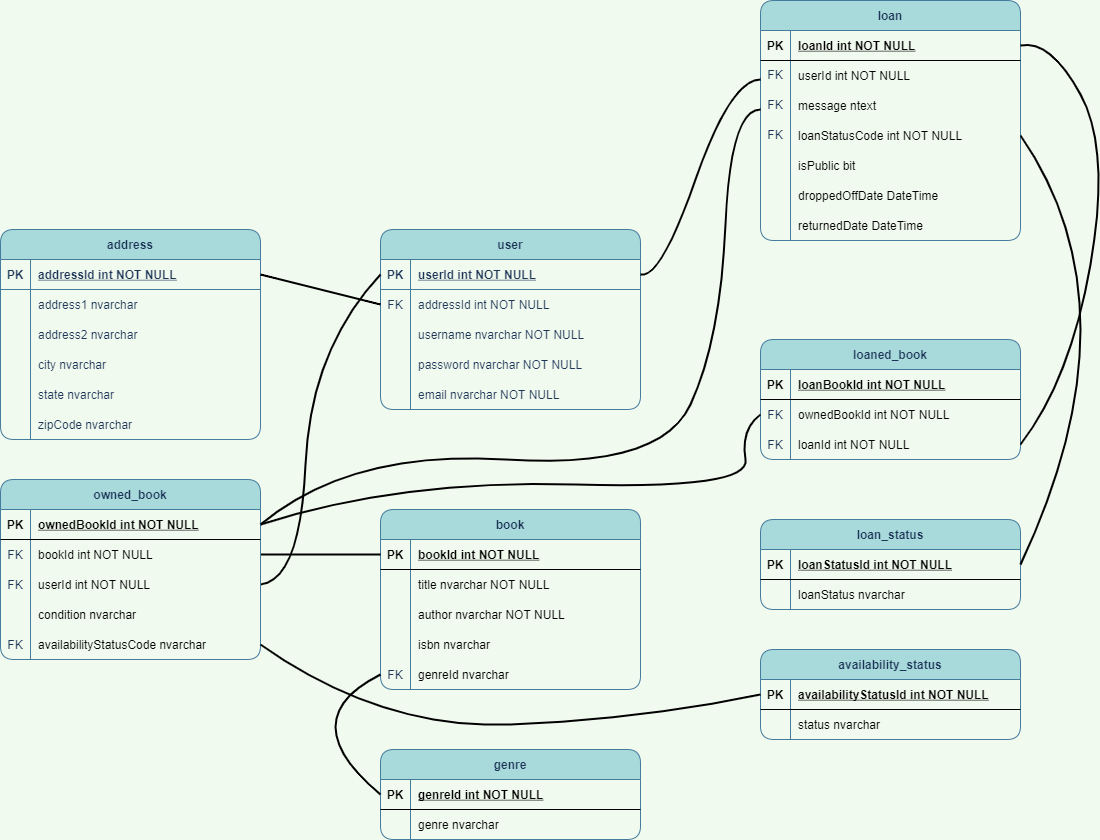 loan
PK loanId int NOT NULL
FK userId int NOT NULL
FK message ntext
FK loanStatusCode int NOT NULL
isPublic bit
droppedOffDate DateTime
returnedDate DateTime
address
PK addressId int NOT NULL
address1 nvarchar
address2 nvarchar
city nvarchar
state nvarchar
zipCode nvarchar
user
PK userId int NOT NULL
FK addressId int NOT NULL
username nvarchar NOT NULL
password nvarchar NOT NULL
email nvarchar NOT NULL
loaned_book
PK loanBookId int NOT NULL
FK ownedBookId int NOT NULL
FK loanId int NOT NULL
owned_book
PK ownedBookId int NOT NULL
FK bookId int NOT NULL
FK userId int NOT NULL
condition nvarchar
FK availabilityStatusCode nvarchar
book
PK bookId int NOT NULL
title nvarchar NOT NULL
author nvarchar NOT NULL
isbn nvarchar
FK genreId nvarchar
loan_status
PK loanStatusId int NOT NULL
loanStatus nvarchar
availability_status
PK availabilityStatusId int NOT NULL
status nvarchar
genre
PK genreId int NOT NULL
genre nvarchar